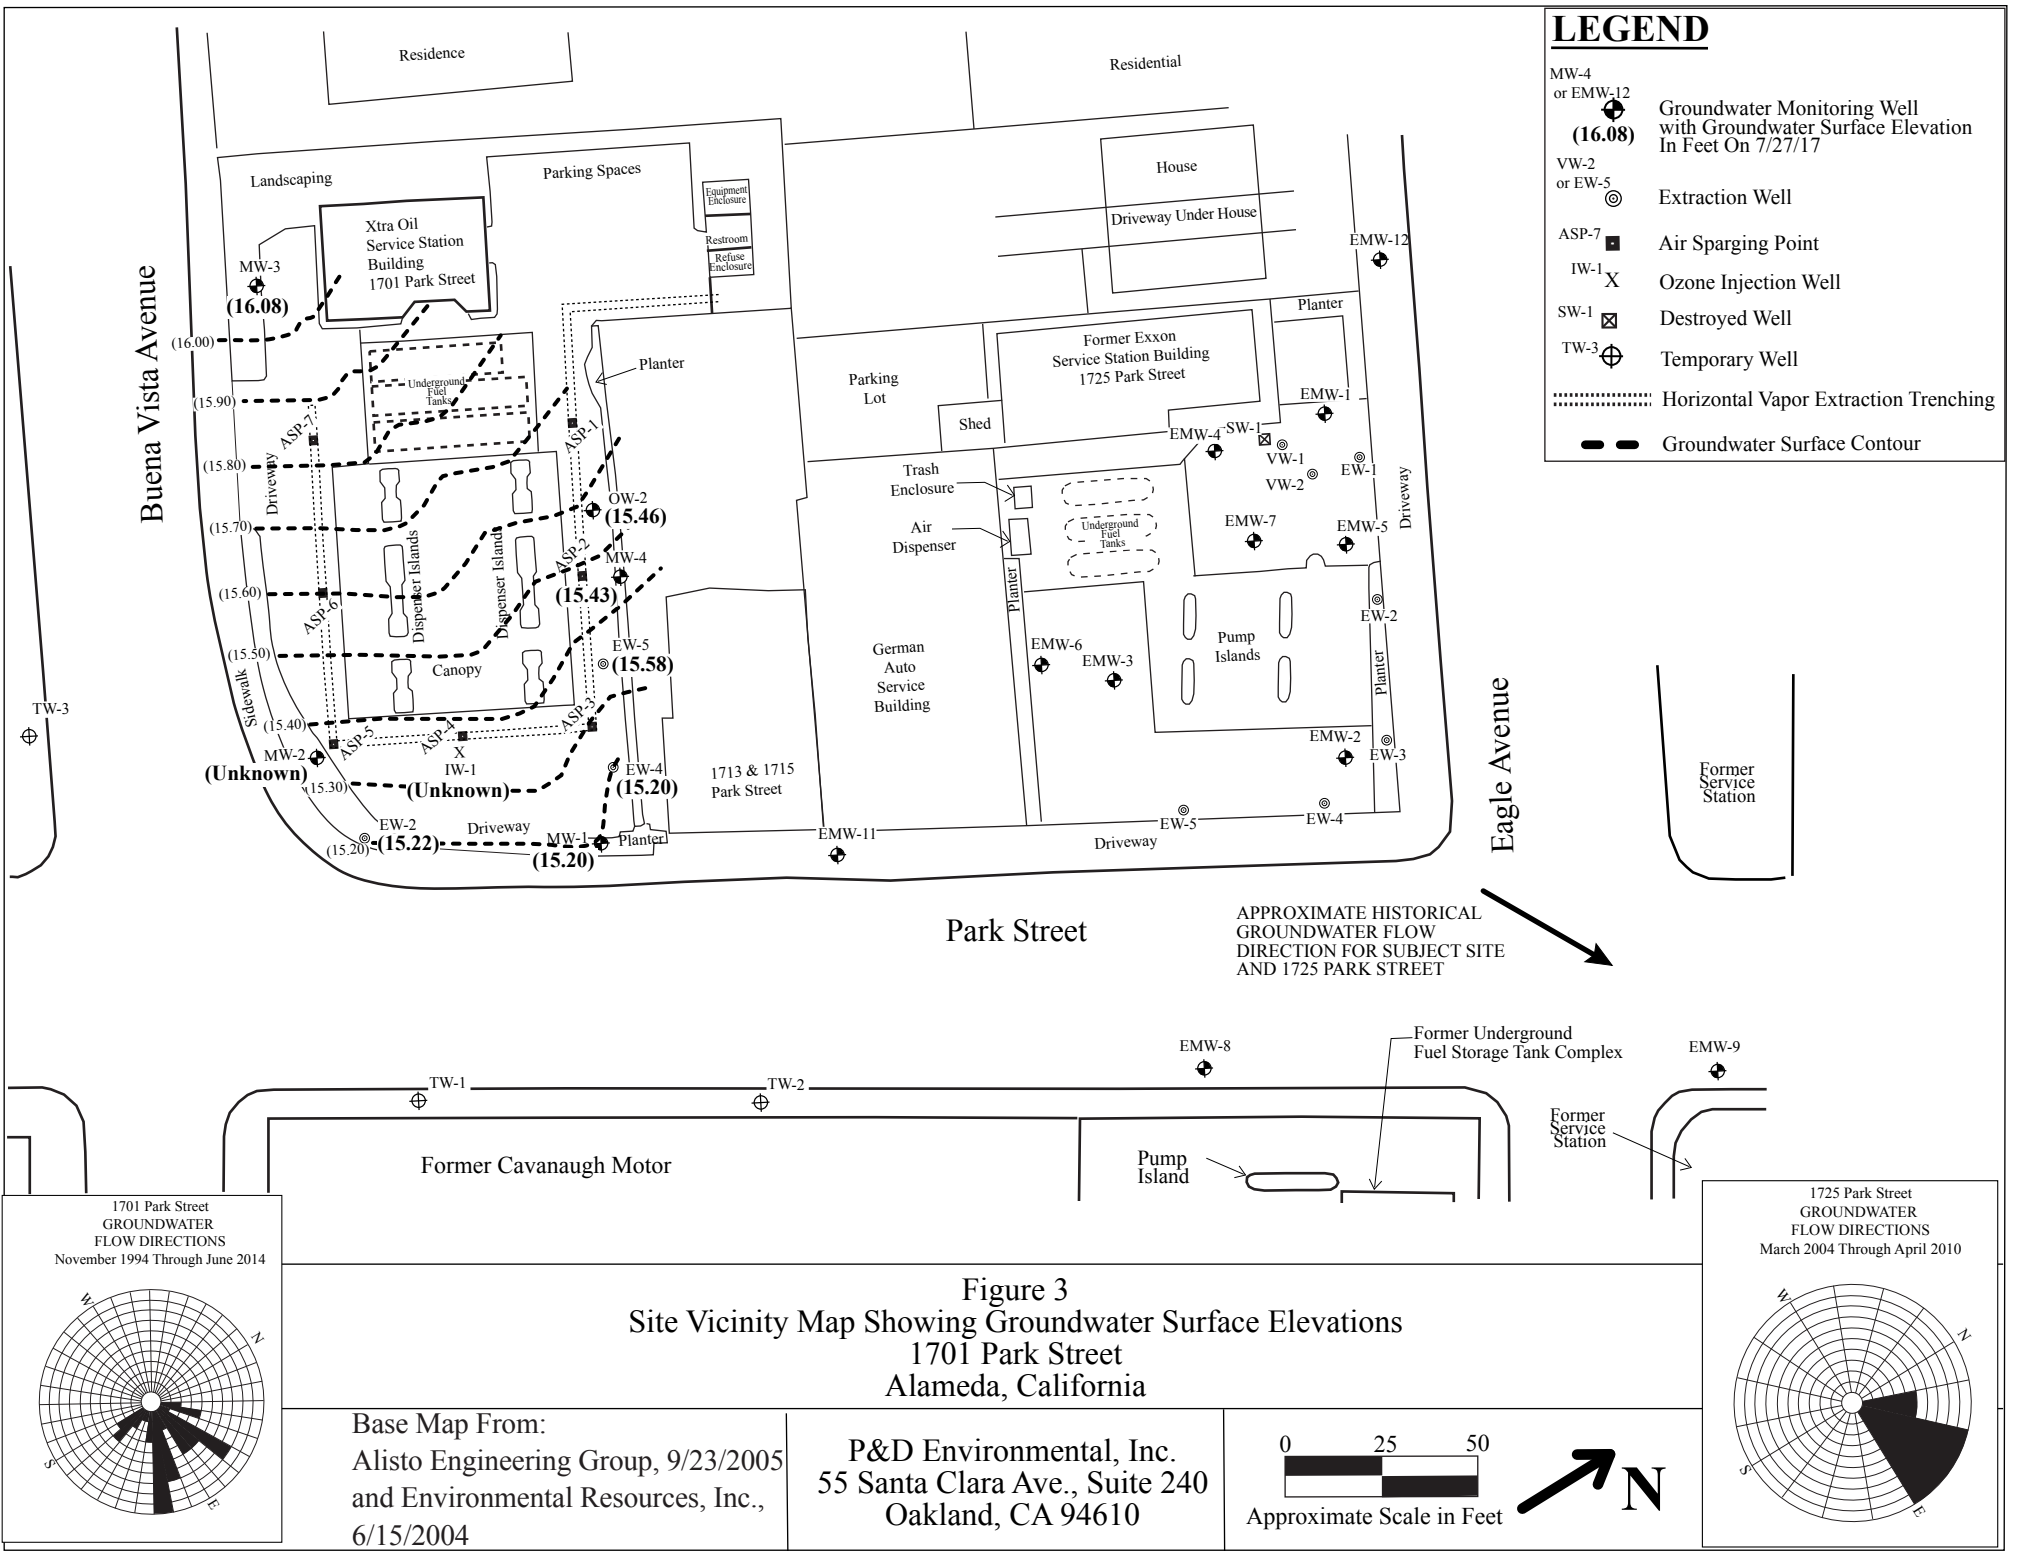 Residence
Residential
LEGEND
MW-4
or EMW-12
(16.08)
Groundwater Monitoring Well
with Groundwater Surface Elevation
In Feet On 7/27/17
VW-2
or EW-5
Extraction Well
ASP-7
Air Sparging Point
IW-1
X
Ozone Injection Well
SW-1
Destroyed Well
TW-3
Temporary Well
Horizontal Vapor Extraction Trenching
Groundwater Surface Contour
Landscaping
Parking Spaces
Equipment
Enclosure
Restroom
Refuse
Enclosure
Xtra Oil
Service Station
Building
1701 Park Street
House
Driveway Under House
EMW-12
MW-3
(16.08)
Buena Vista Avenue
(16.00)
(15.90)
(15.80)
(15.70)
(15.60)
(15.50)
(15.40)
(15.30)
(15.20)
Underground
Fuel
Tanks
Planter
Planter
Former Exxon
Service Station Building
1725 Park Street
Parking
Lot
Shed
EMW-1
EMW-4
SW-1
VW-1
VW-2
EW-1
Driveway
ASP-7
ASP-1
Driveway
Trash
Enclosure
Air
Dispenser
Underground
Fuel
Tanks
EMW-7
EMW-5
OW-2
(15.46)
ASP-2
MW-4
(15.43)
Dispenser Islands
Dispenser Islands
ASP-6
Planter
EW-2
EW-5
(15.58)
Canopy
Sidewalk
German
Auto
Service
Building
EMW-6
EMW-3
Pump
Islands
Planter
TW-3
ASP-3
ASP-4
ASP-5
MW-2
(Unknown)
X
IW-1
(Unknown)
EW-4
(15.20)
1713 & 1715
Park Street
EMW-2
EW-3
Eagle Avenue
Former
Service
Station
EW-2
(15.22)
Driveway
MW-1
(15.20)
Planter
EMW-11
EW-5
EW-4
Driveway
Park Street
APPROXIMATE HISTORICAL
GROUNDWATER FLOW
DIRECTION FOR SUBJECT SITE
AND 1725 PARK STREET
EMW-8
Former Underground
Fuel Storage Tank Complex
EMW-9
TW-1
TW-2
Former Cavanaugh Motor
Pump
Island
Former
Service
Station
1701 Park Street
GROUNDWATER
FLOW DIRECTIONS
November 1994 Through June 2014
W
N
S
E
1725 Park Street
GROUNDWATER
FLOW DIRECTIONS
March 2004 Through April 2010
W
N
S
E
Figure 3
Site Vicinity Map Showing Groundwater Surface Elevations
1701 Park Street
Alameda, California
Base Map From:
Alisto Engineering Group, 9/23/2005
and Environmental Resources, Inc.,
6/15/2004
P&D Environmental, Inc.
55 Santa Clara Ave., Suite 240
Oakland, CA 94610
0 25 50
Approximate Scale in Feet
N